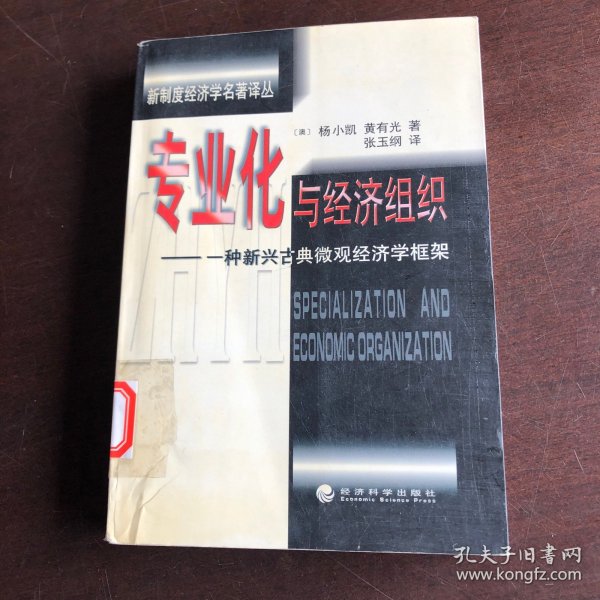 新制度经济学名著译丛
〔澳〕 杨小凯 黄有光 著
张玉纲 译
专业化与经济组织
——一种新兴古典微观经济学框架
SPECIALIZATION AND
ECONOMIC ORGANIZATION
经济科学出版社
Economic Science Press
孔夫子旧书网
www.kongfz.com